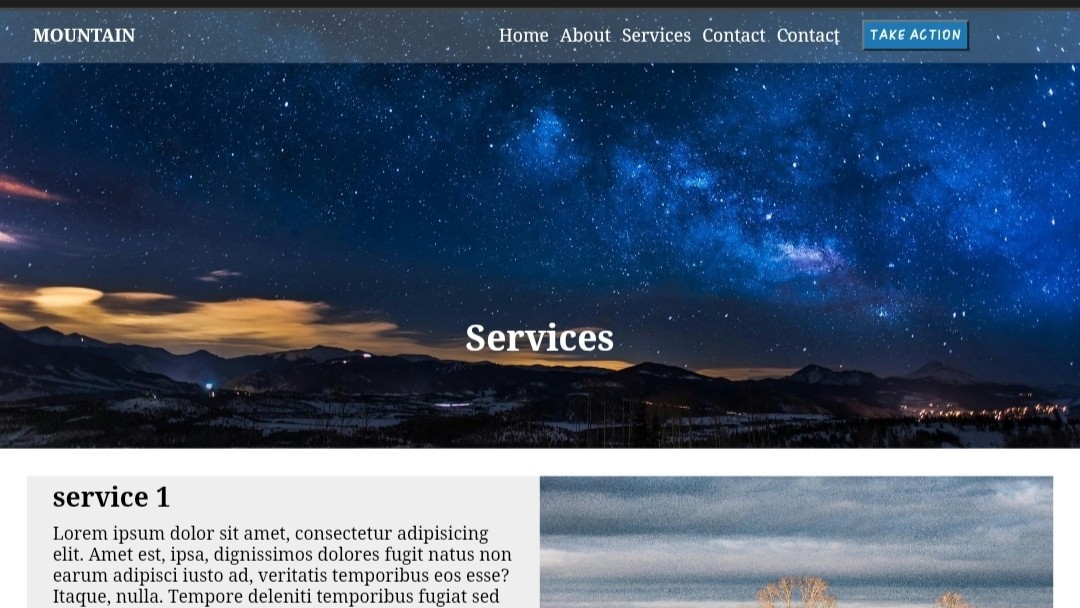 MOUNTAIN
Home About Services Contact Contact TAKE ACTION
Services
service 1
Lorem ipsum dolor sit amet, consectetur adipisicing
elit. Amet est, ipsa, dignissimos dolores fugit natus non
earum adipisci iusto ad, veritatis temporibus eos esse?
Itaque, nulla. Tempore deleniti temporibus fugiat sed